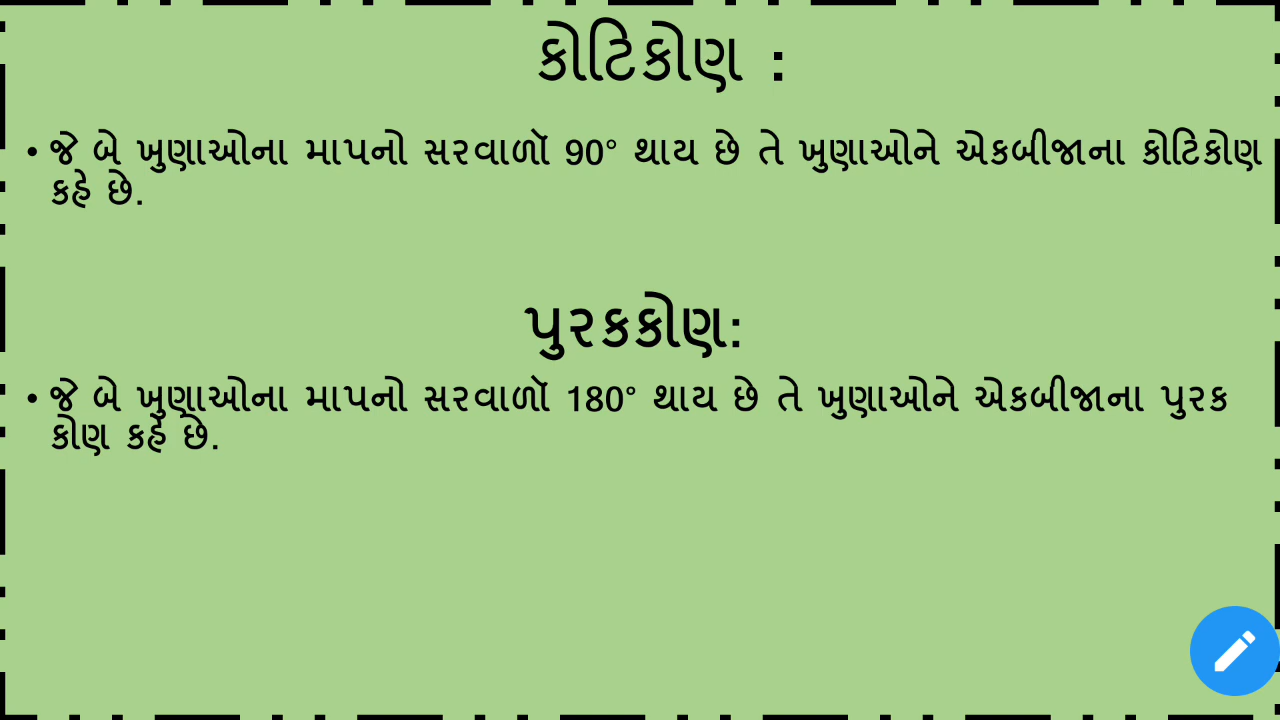 કોટિકોણ :
• જે બે ખુણાઓના માપનો સરવાળૉ 90° થાય છે તે ખુણાઓને એકબીજાના કોટિકોણ
કહે છે.
પુરકકોણ:
• જે બે ખુણાઓના માપનો સરવાળૉ 180° થાય છે તે ખુણાઓને એકબીજાના પુરક
કોણ કહે છે.